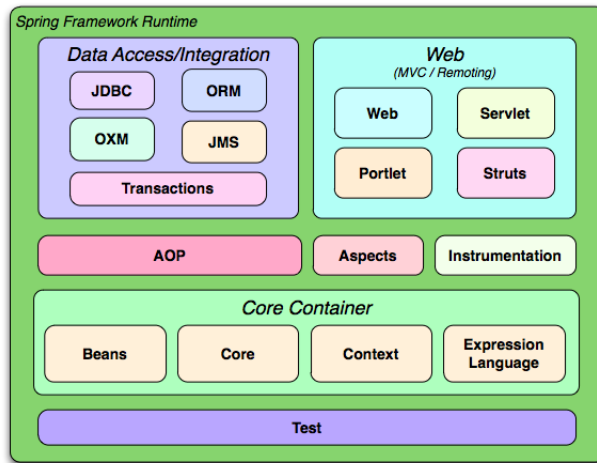 Spring Framework Runtime
Data Access/Integration
JDBC
ORM
OXM
JMS
Transactions
Web
(MVC / Remoting)
Web
Servlet
Portlet
Struts
AOP
Aspects
Instrumentation
Core Container
Beans
Core
Context
Expression
Language
Test